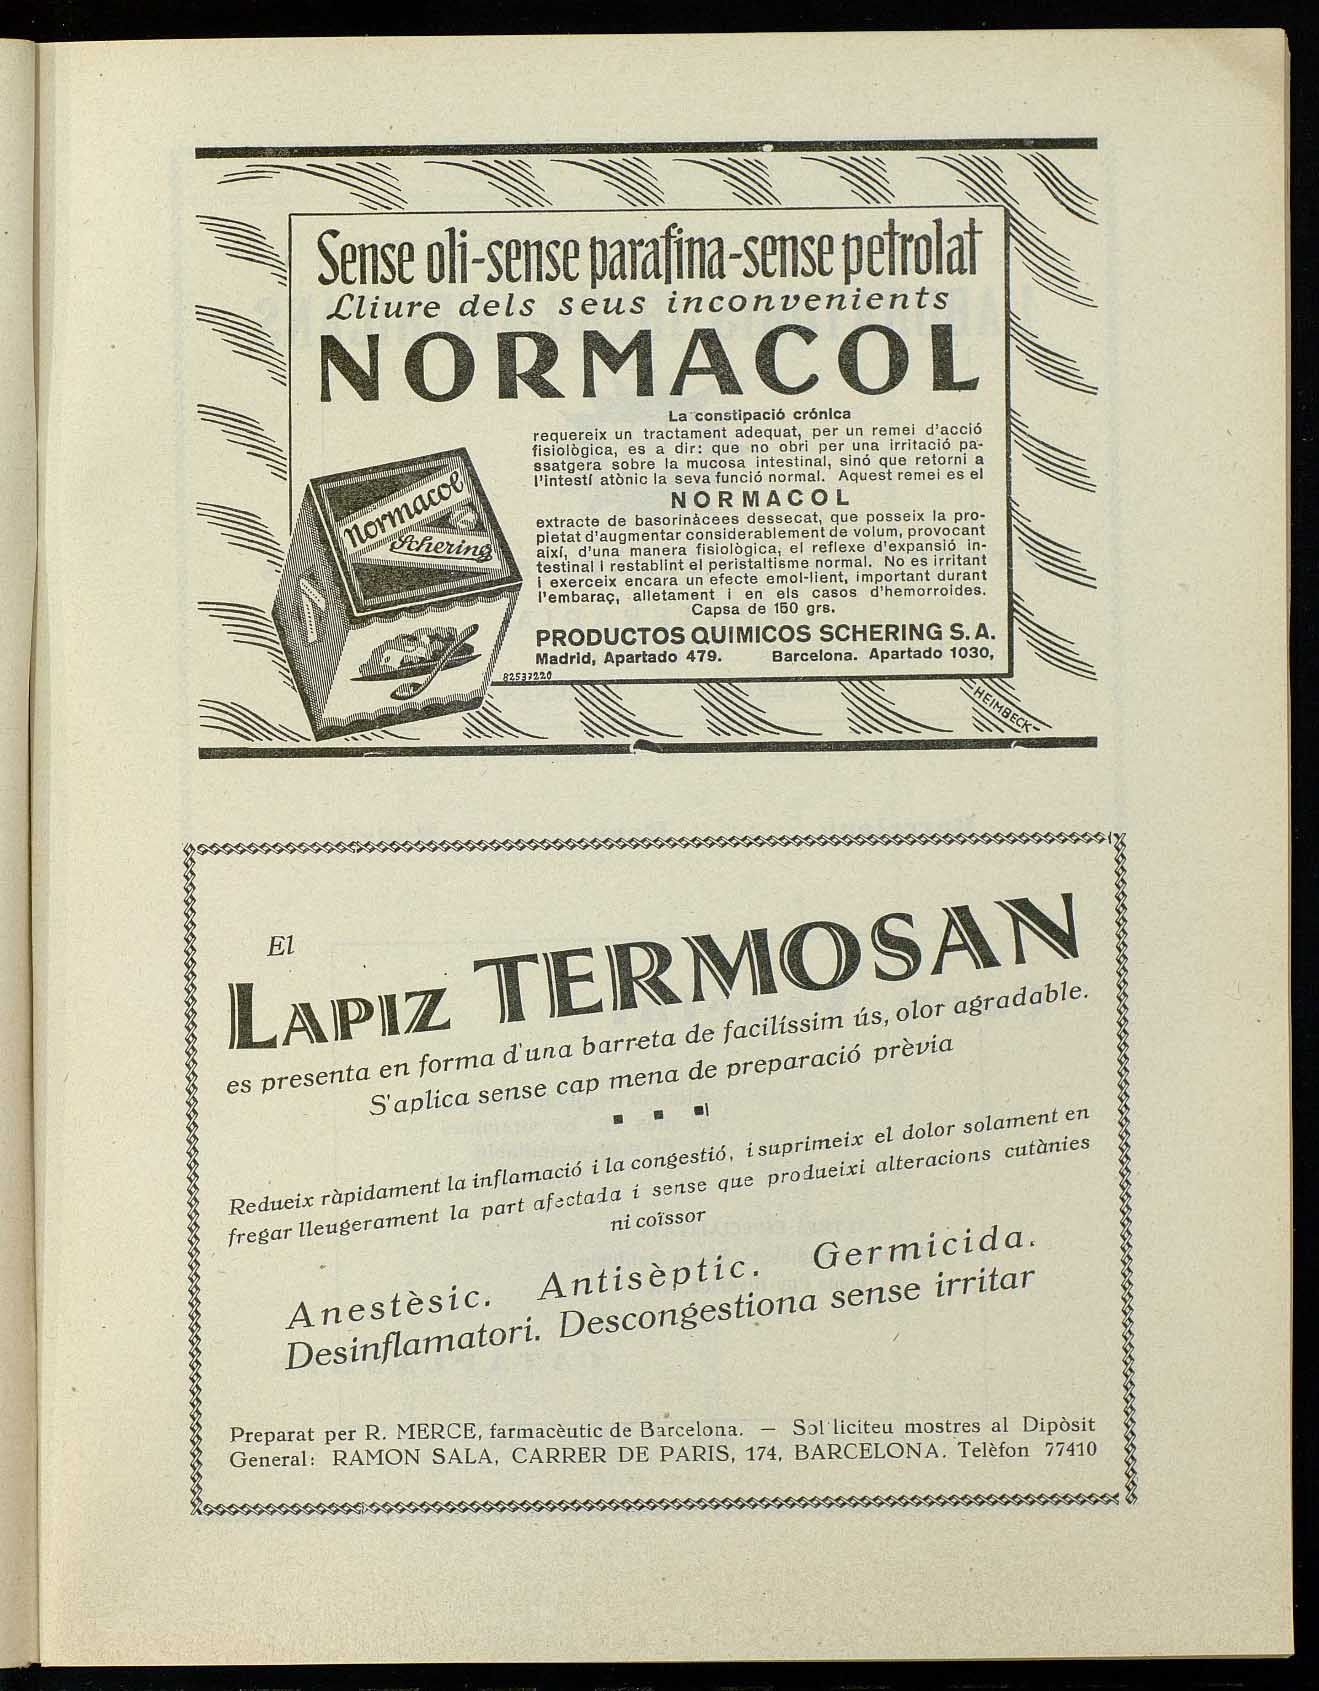 Sense oli-sense parafina-sense petrolat
Lliure dels seus inconvenients
NORMACOL
La constipació crónica
requereix un tractament adequat, per un remei d'acció
fisiològica, es a dir: que no obri per una irritació pa-
ssatgera sobre la mucosa intestinal, sinó que retorni a
l'intestí atònic la seva funció normal. Aquest remei es el
NORMACOL
extracte de basorinàcees dessecat, que posseix la pro-
pietat d'augmentar considerablement de volum, provocant
així, d'una manera fisiològica, el reflexe d'expansió in-
testinal i restablint el peristaltisme normal. No es irritant
i exerceix encara un efecte emol-lient, important durant
l'embaraç, alletament i en els casos d'hemorroides.
Capsa de 150 grs.
PRODUCTOS QUIMICOS SCHERING S. A.
Madrid, Apartado 479. Barcelona. Apartado 1030,
normacol
Schering
82537220
HEIMBECK-
El
LAPIZ TERMOSAN
es presenta en forma d'una barreta de facilíssim ús, olor agradable.
S'aplica sense cap mena de preparació prèvia
Redueix ràpidament la inflamació i la congestió, i suprimeix el dolor solament en
fregar lleugerament la part afectada i sense que produeixi alteracions cutànies
ni coïssor
Anestèsic. Antisèptic. Germicida.
Desinflamatori. Descongestiona sense irritar
Preparat per R. MERCE, farmacèutic de Barcelona. — Sol·liciteu mostres al Dipòsit
General: RAMON SALA, CARRER DE PARIS, 174, BARCELONA. Telèfon 77410